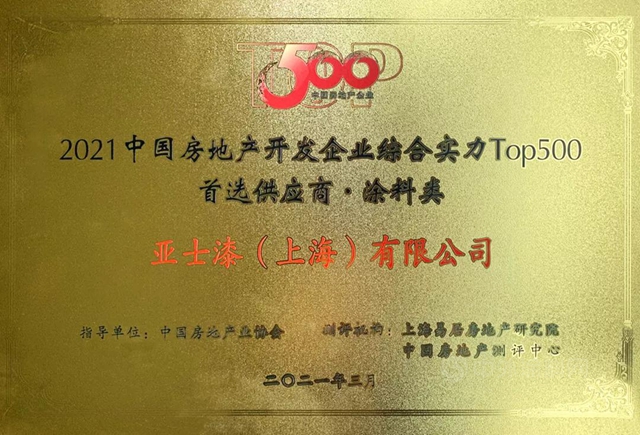 TOP
500
中国房地产企业
2021中国房地产开发企业综合实力Top500
首选供应商·涂料类
亚士漆（上海）有限公司
指导单位：中国房地产业协会 测评机构：上海易居房地产研究院
中国房地产测评中心
二〇二一年三月